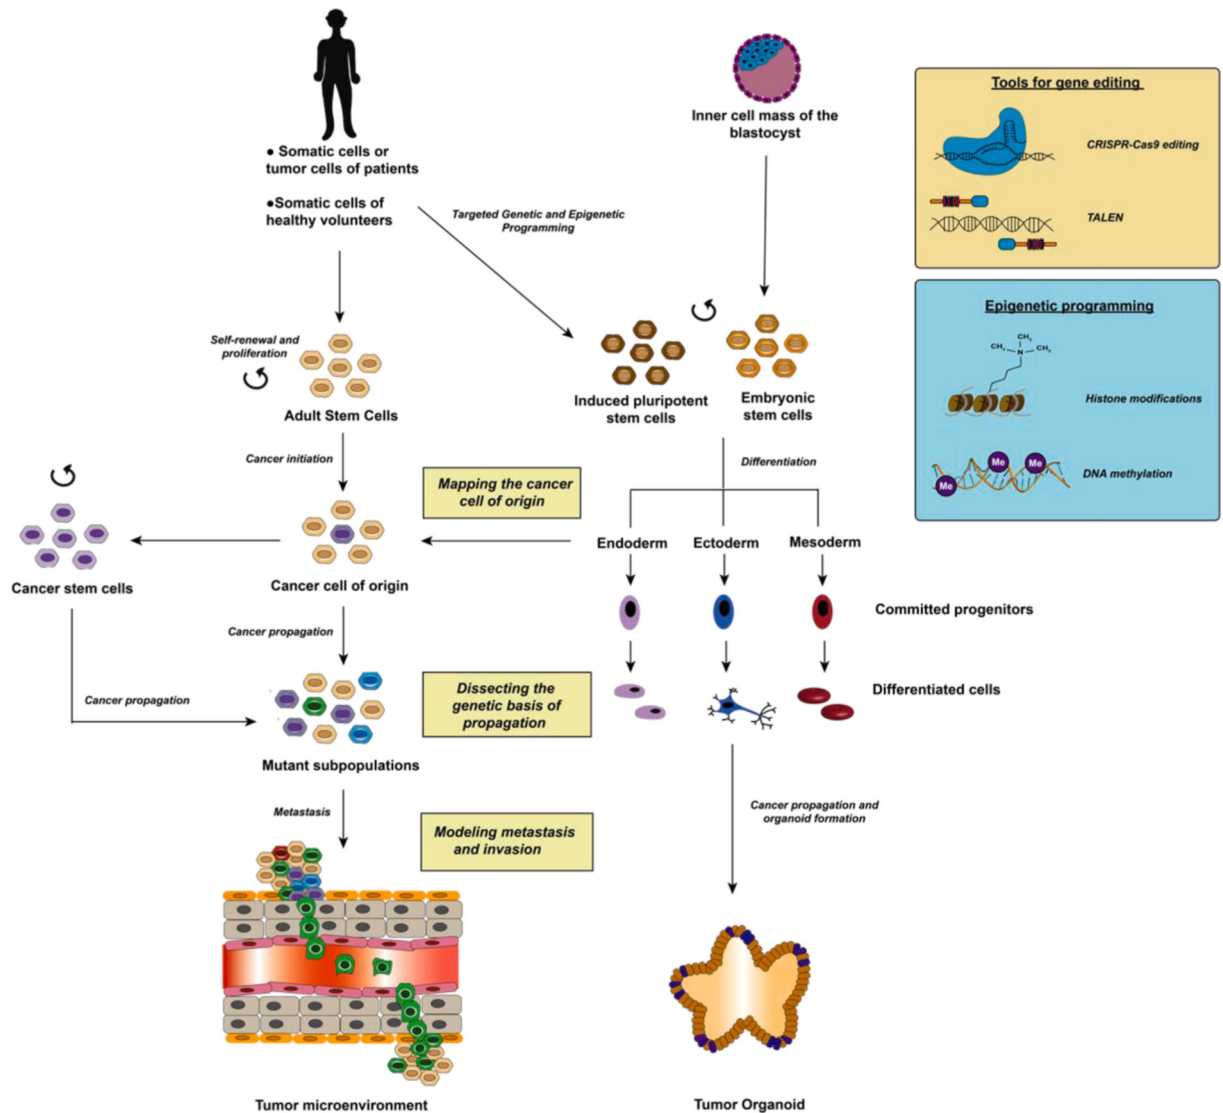 ● Somatic cells or
tumor cells of patients
●Somatic cells of
healthy volunteers
Inner cell mass of the
blastocyst
Targeted Genetic and Epigenetic
Programming
Tools for gene editing
CRISPR-Cas9 editing
TALEN
Epigenetic programming
CH₃
CH₃
N
CH₃
Histone modifications
Me
Me
Me
DNA methylation
Self-renewal and
proliferation
Adult Stem Cells
Induced pluripotent
stem cells
Embryonic
stem cells
Cancer initiation
Differentiation
Mapping the cancer
cell of origin
Endoderm
Ectoderm
Mesoderm
Cancer stem cells
Cancer cell of origin
Committed progenitors
Cancer propagation
Cancer propagation
Dissecting the
genetic basis of
propagation
Differentiated cells
Mutant subpopulations
Metastasis
Modeling metastasis
and invasion
Cancer propagation and
organoid formation
Tumor microenvironment
Tumor Organoid